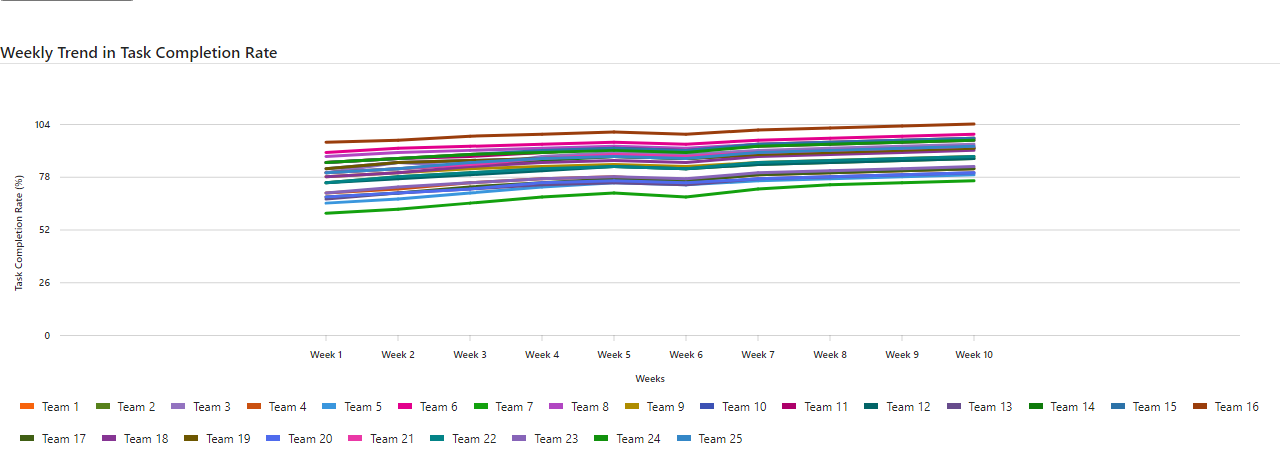 Weekly Trend in Task Completion Rate
104
78
52
26
0
Task Completion Rate (%)
Week 1 Week 2 Week 3 Week 4 Week 5 Week 6 Week 7 Week 8 Week 9 Week 10
Weeks
Team 1 Team 2 Team 3 Team 4 Team 5 Team 6 Team 7 Team 8 Team 9 Team 10 Team 11 Team 12 Team 13 Team 14 Team 15 Team 16
Team 17 Team 18 Team 19 Team 20 Team 21 Team 22 Team 23 Team 24 Team 25